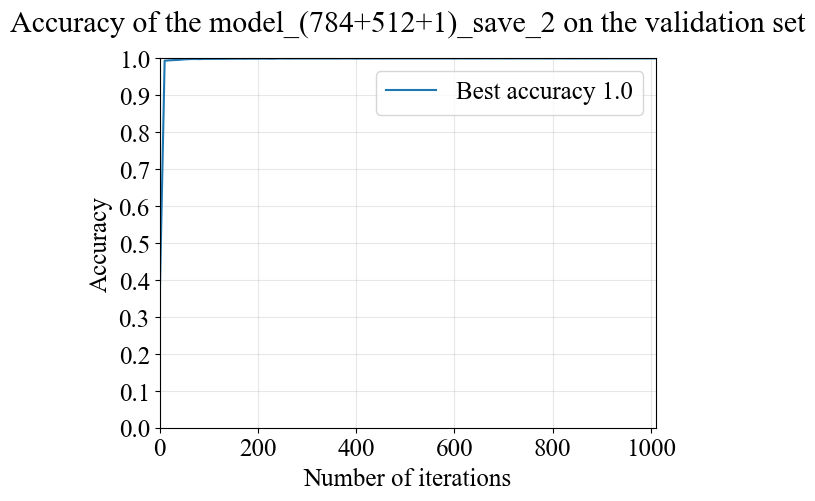 Accuracy of the model_(784+512+1)_save_2 on the validation set
1.0
0.9
0.8
0.7
0.6
0.5
0.4
0.3
0.2
0.1
0.0
Accuracy
Best accuracy 1.0
0 200 400 600 800 1000
Number of iterations